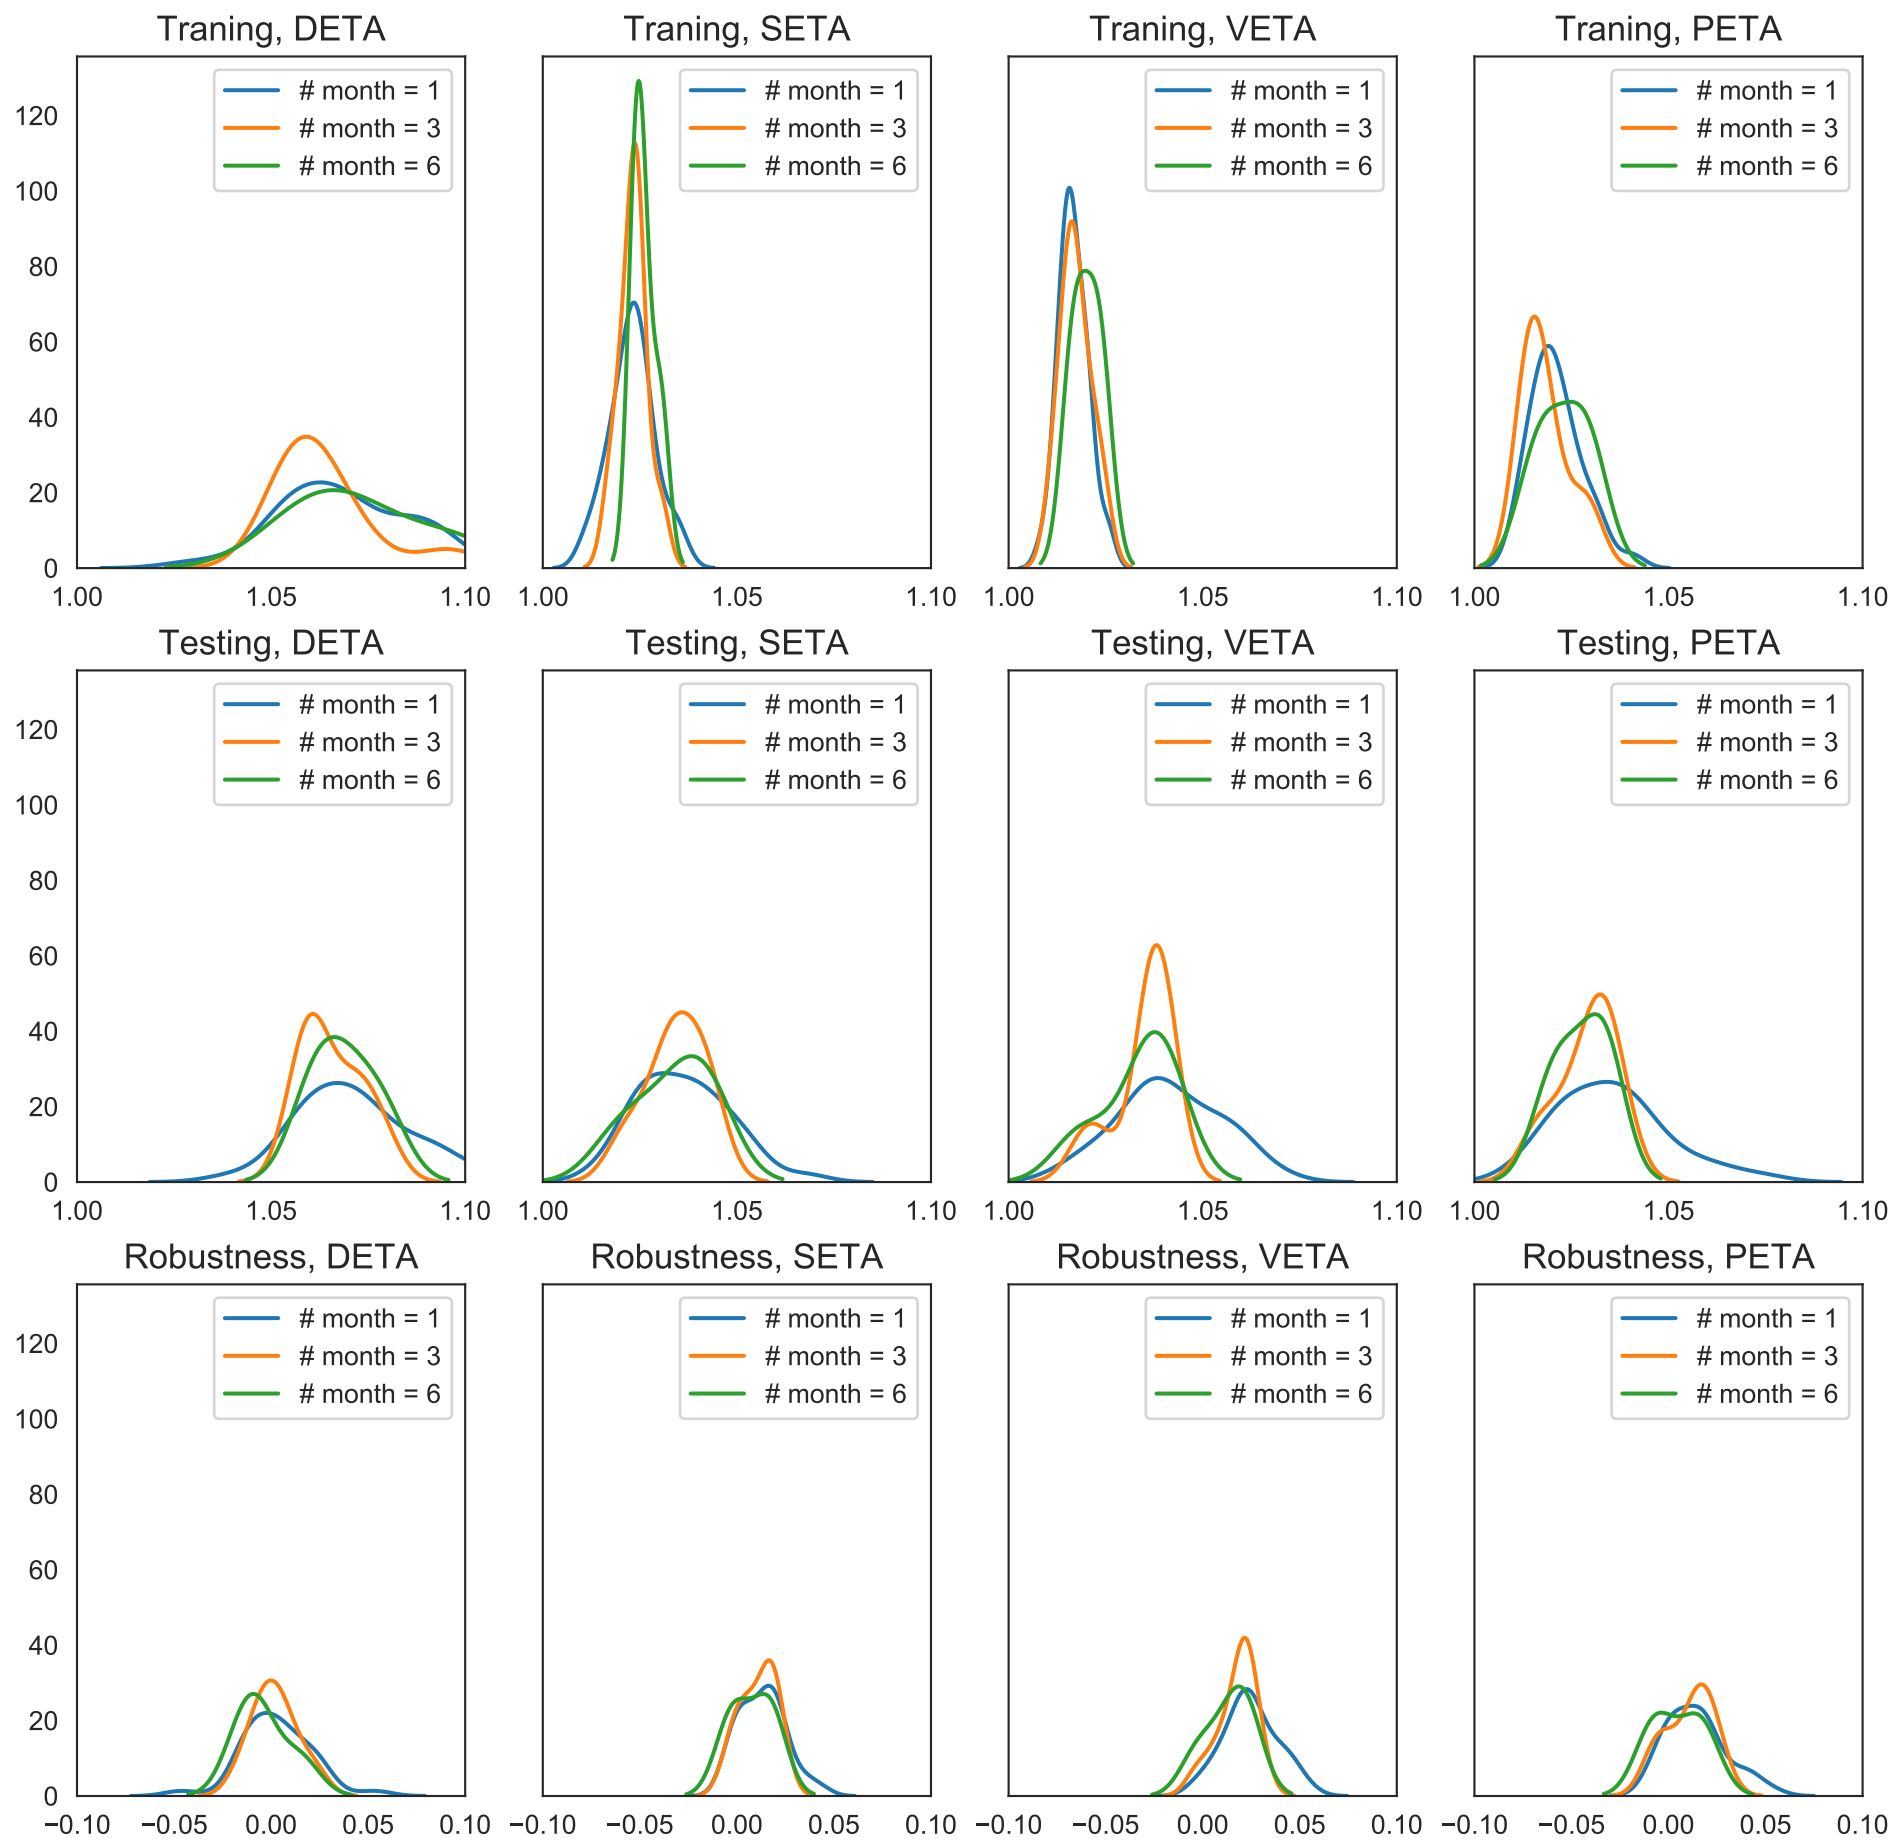 Traning, DETA
Traning, SETA
Traning, VETA
Traning, PETA
# month = 1
# month = 3
# month = 6
# month = 1
# month = 3
# month = 6
# month = 1
# month = 3
# month = 6
# month = 1
# month = 3
# month = 6
120
100
80
60
40
20
0
1.00 1.05 1.10
1.00 1.05 1.10
1.00 1.05 1.10
1.00 1.05 1.10
Testing, DETA
Testing, SETA
Testing, VETA
Testing, PETA
# month = 1
# month = 3
# month = 6
# month = 1
# month = 3
# month = 6
# month = 1
# month = 3
# month = 6
# month = 1
# month = 3
# month = 6
120
100
80
60
40
20
0
1.00 1.05 1.10
1.00 1.05 1.10
1.00 1.05 1.10
1.00 1.05 1.10
Robustness, DETA
Robustness, SETA
Robustness, VETA
Robustness, PETA
# month = 1
# month = 3
# month = 6
# month = 1
# month = 3
# month = 6
# month = 1
# month = 3
# month = 6
# month = 1
# month = 3
# month = 6
120
100
80
60
40
20
0
−0.10 −0.05 0.00 0.05 0.10
−0.10 −0.05 0.00 0.05 0.10
−0.10 −0.05 0.00 0.05 0.10
−0.10 −0.05 0.00 0.05 0.10